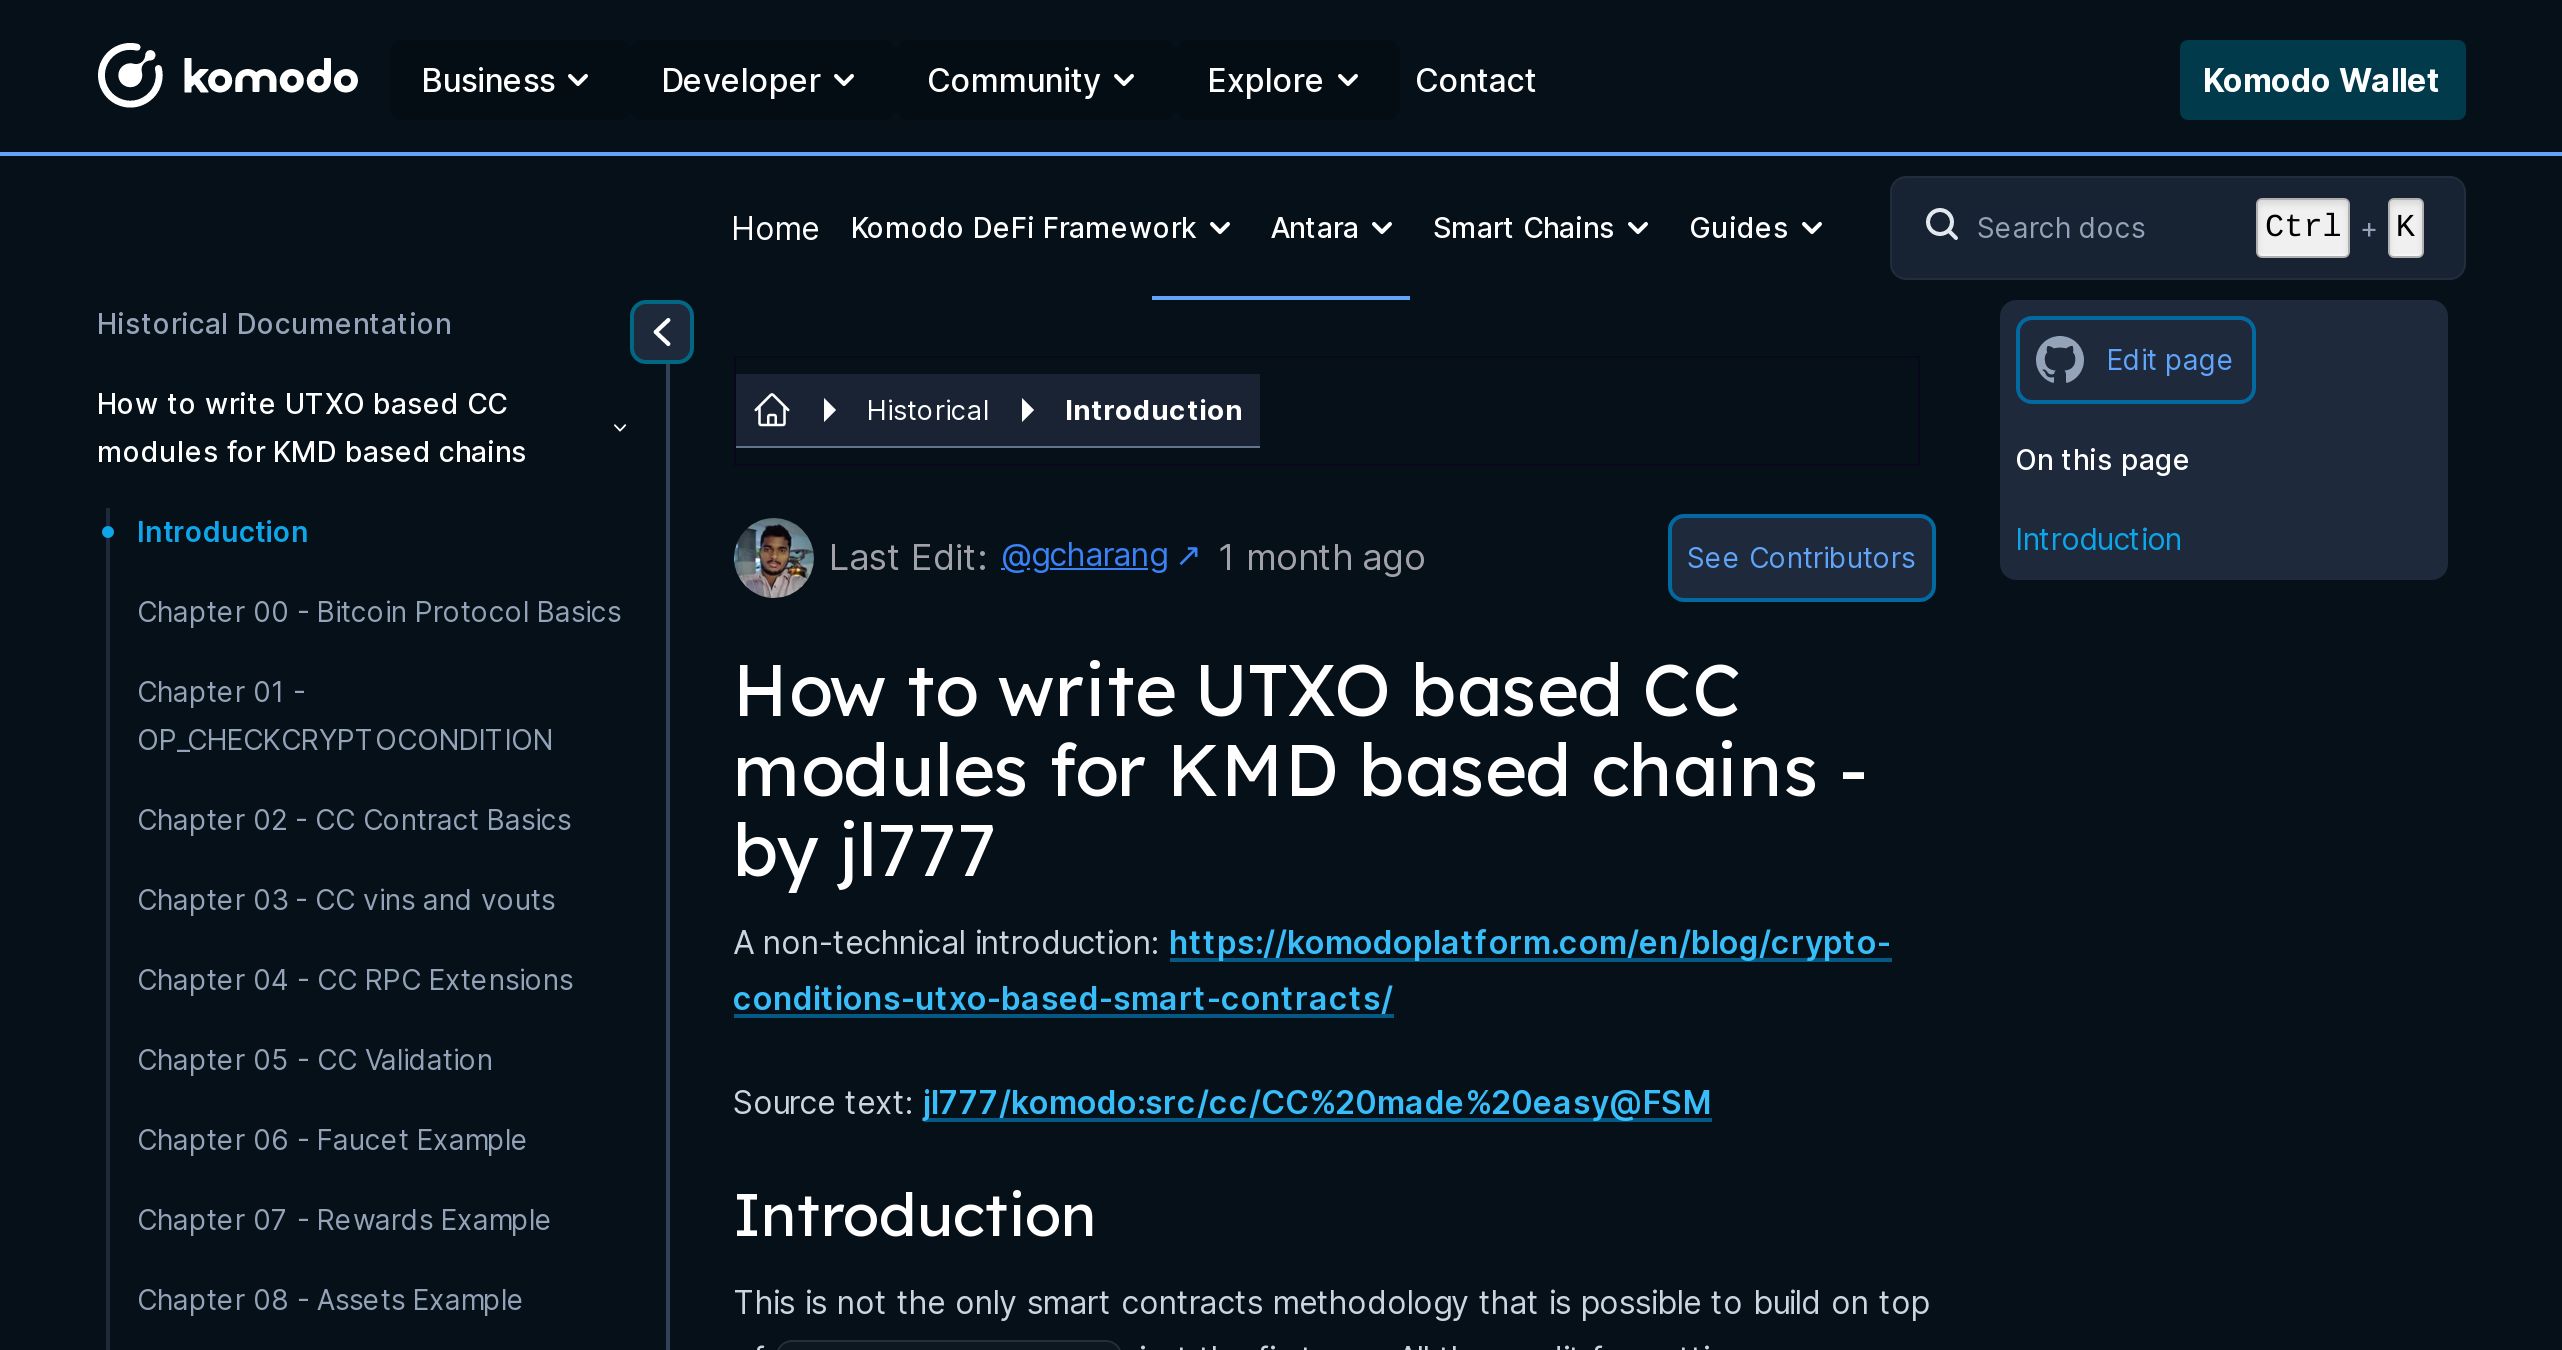 komodo
Business
Developer
Community
Explore
Contact
Komodo Wallet
Home
Komodo DeFi Framework
Antara
Smart Chains
Guides
Search docs
Ctrl + K
Historical Documentation
How to write UTXO based CC
modules for KMD based chains
Introduction
Chapter 00 - Bitcoin Protocol Basics
Chapter 01 -
OP_CHECKCRYPTOCONDITION
Chapter 02 - CC Contract Basics
Chapter 03 - CC vins and vouts
Chapter 04 - CC RPC Extensions
Chapter 05 - CC Validation
Chapter 06 - Faucet Example
Chapter 07 - Rewards Example
Chapter 08 - Assets Example
Historical
Introduction
Last Edit: @gcharang ↗ 1 month ago
See Contributors
How to write UTXO based CC
modules for KMD based chains -
by jl777
A non-technical introduction: https://komodoplatform.com/en/blog/crypto-
conditions-utxo-based-smart-contracts/
Source text: jl777/komodo:src/cc/CC%20made%20easy@FSM
Introduction
This is not the only smart contracts methodology that is possible to build on top
Edit page
On this page
Introduction